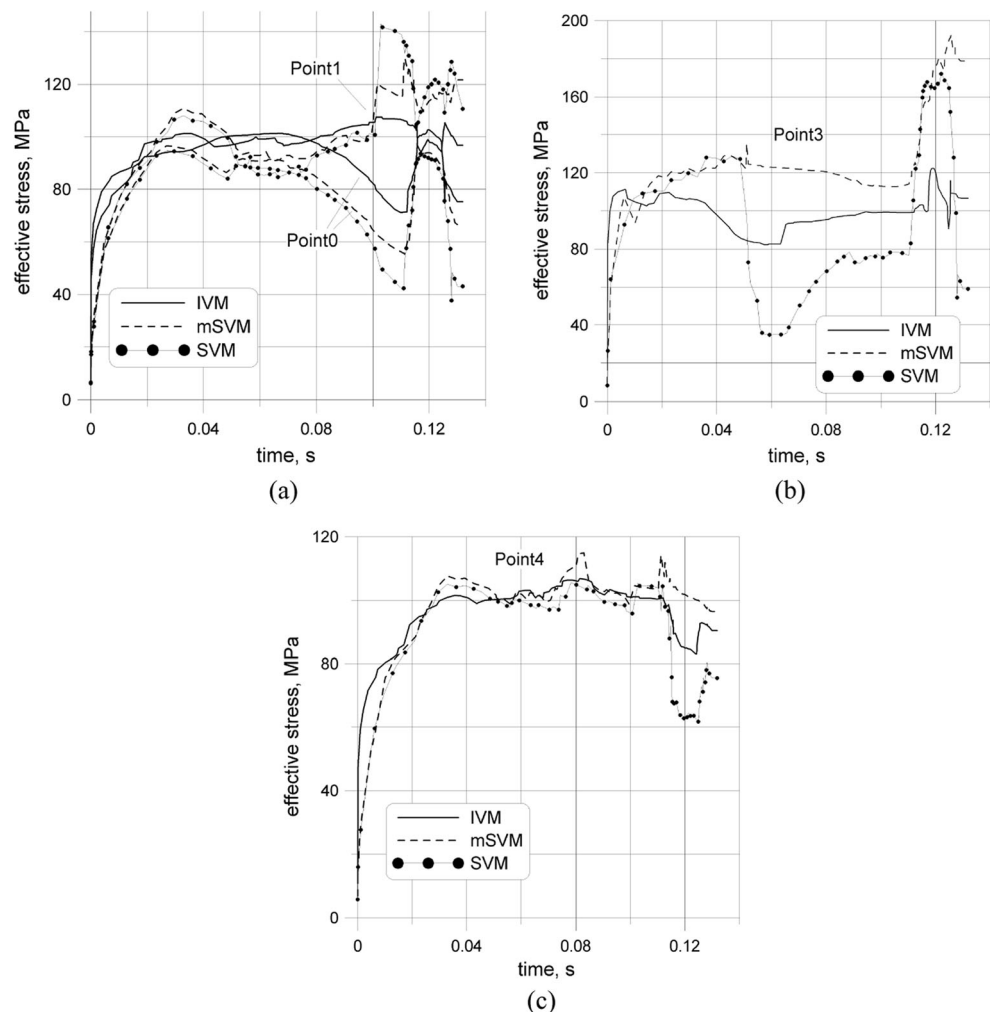 120
80
40
0
effective stress, MPa
Point1
Point0
IVM
mSVM
SVM
0
0.04
0.08
0.12
time, s
(a)
200
160
120
80
40
0
effective stress, MPa
Point3
IVM
mSVM
SVM
0
0.04
0.08
0.12
time, s
(b)
120
80
40
0
effective stress, MPa
Point4
IVM
mSVM
SVM
0
0.04
0.08
0.12
time, s
(c)